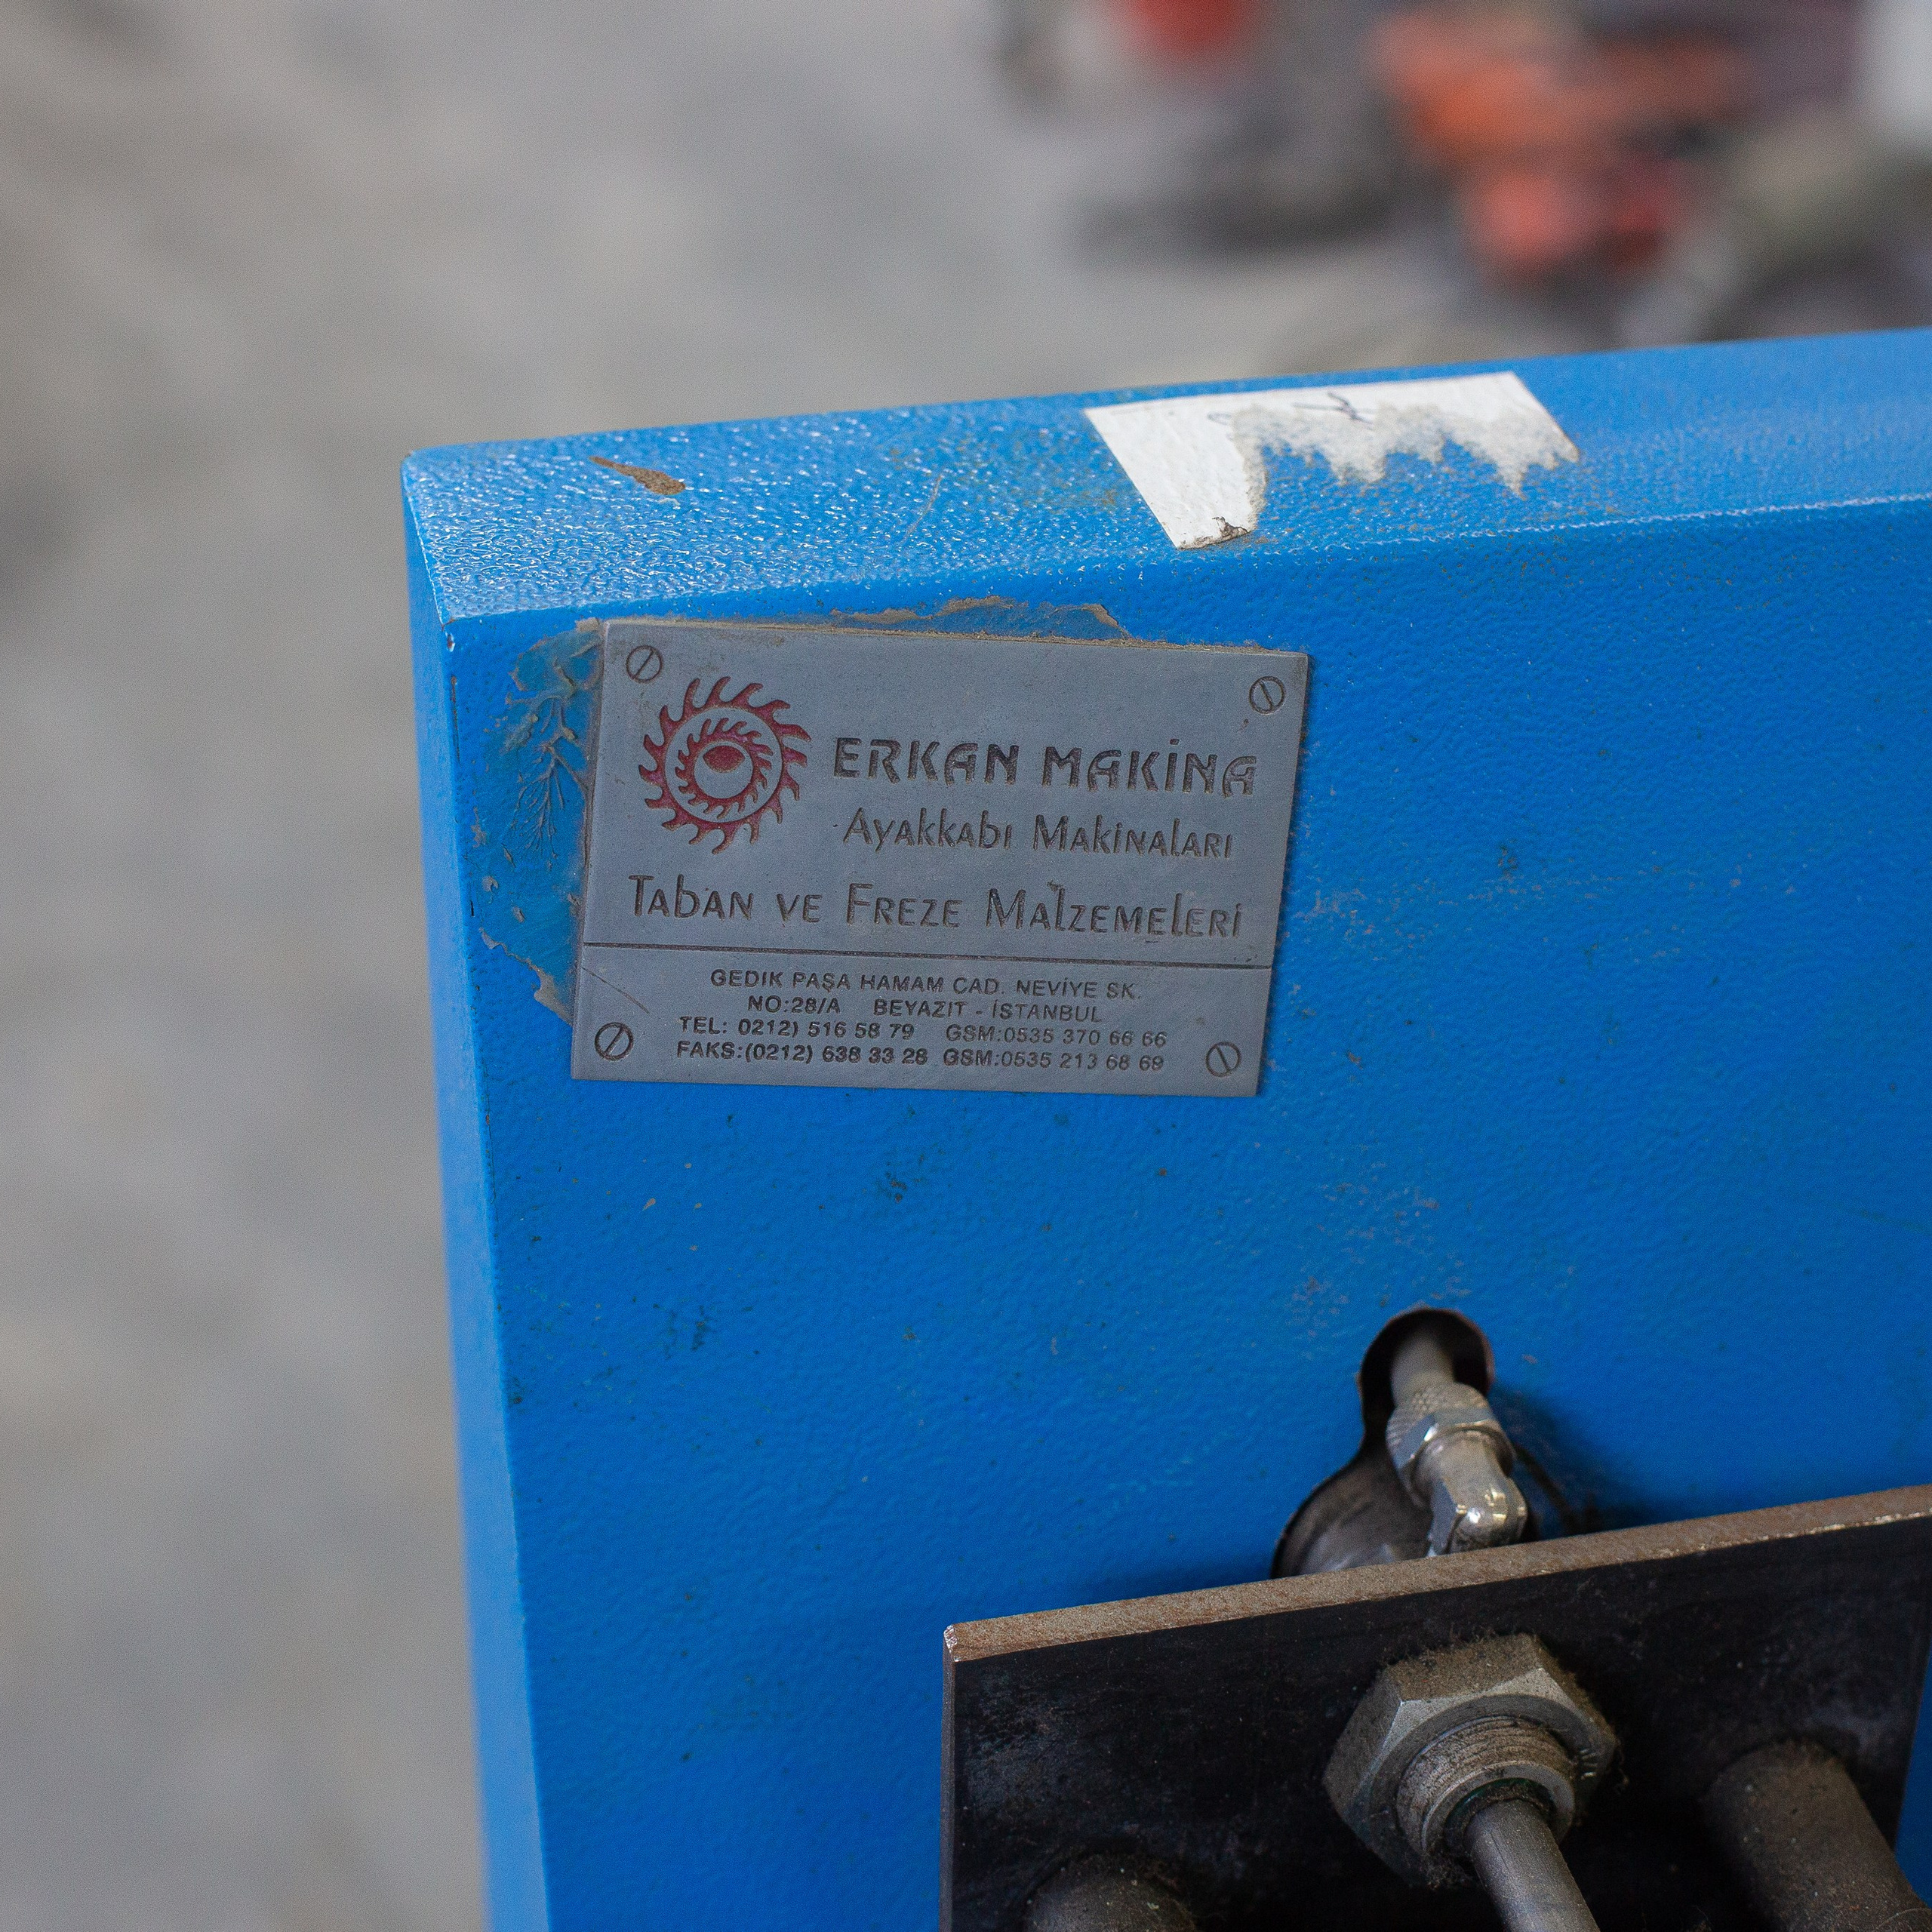 ERKAN MAKİNA
Ayakkabı Makinaları
Taban ve Freze Malzemeleri
GEDIK PAŞA HAMAM CAD. NEVİYE SK.
NO:28/A BEYAZIT - İSTANBUL
TEL: 0212) 516 58 79 GSM:0535 370 66 66
FAKS:(0212) 638 33 28 GSM:0535 213 68 69